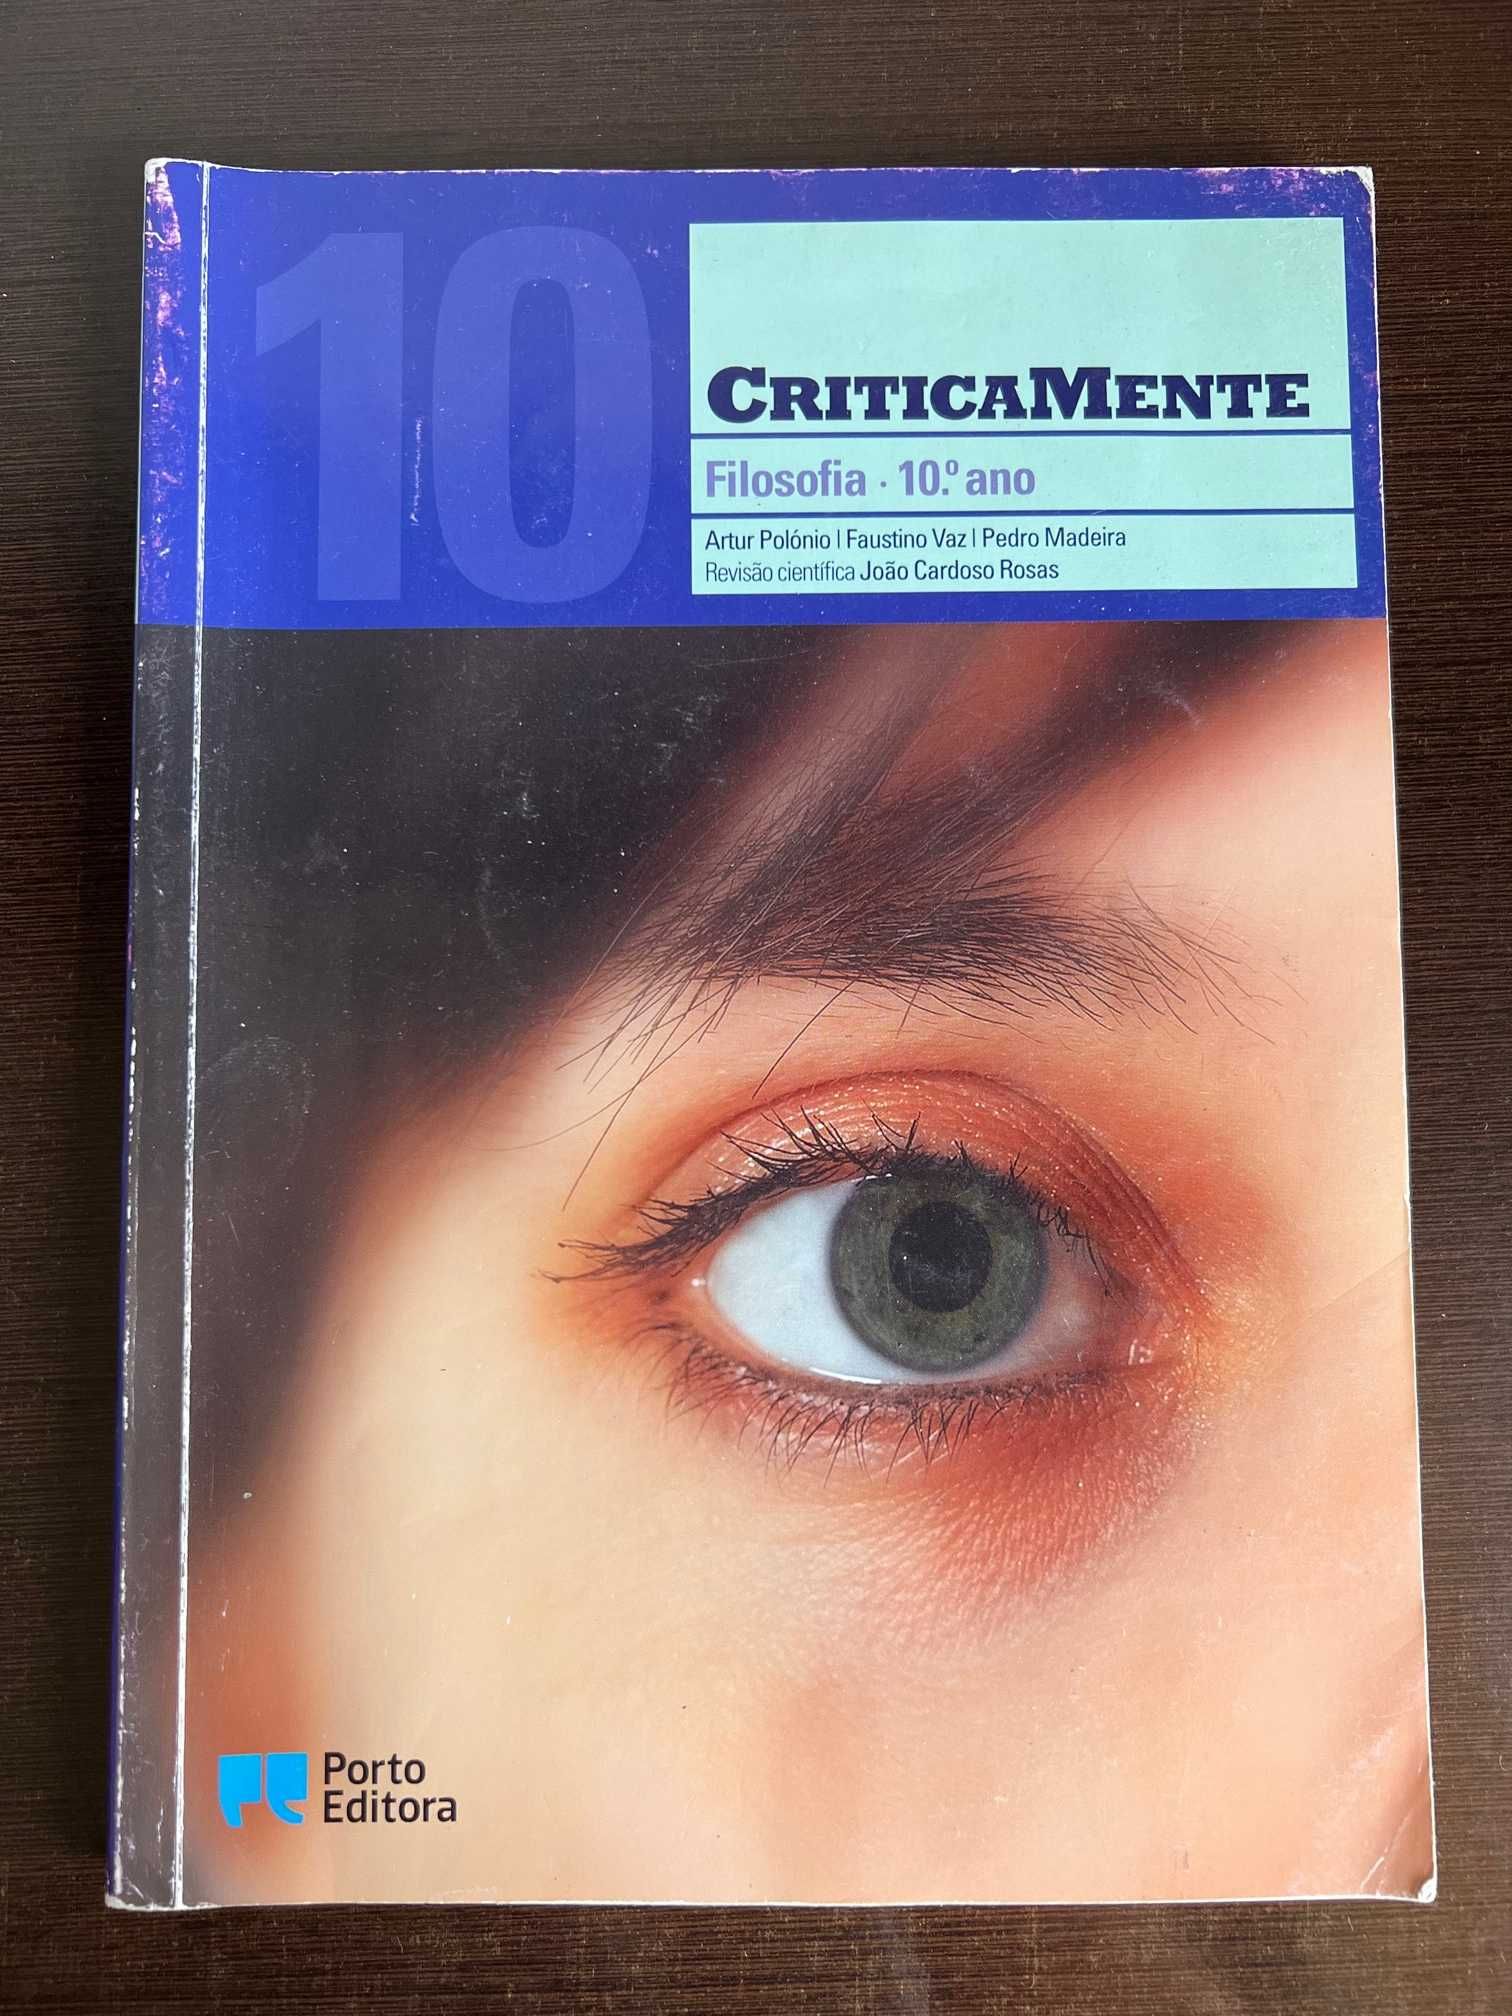 10
CRITICAMENTE
Filosofia · 10.º ano
Artur Polónio | Faustino Vaz | Pedro Madeira
Revisão científica João Cardoso Rosas
Porto
Editora